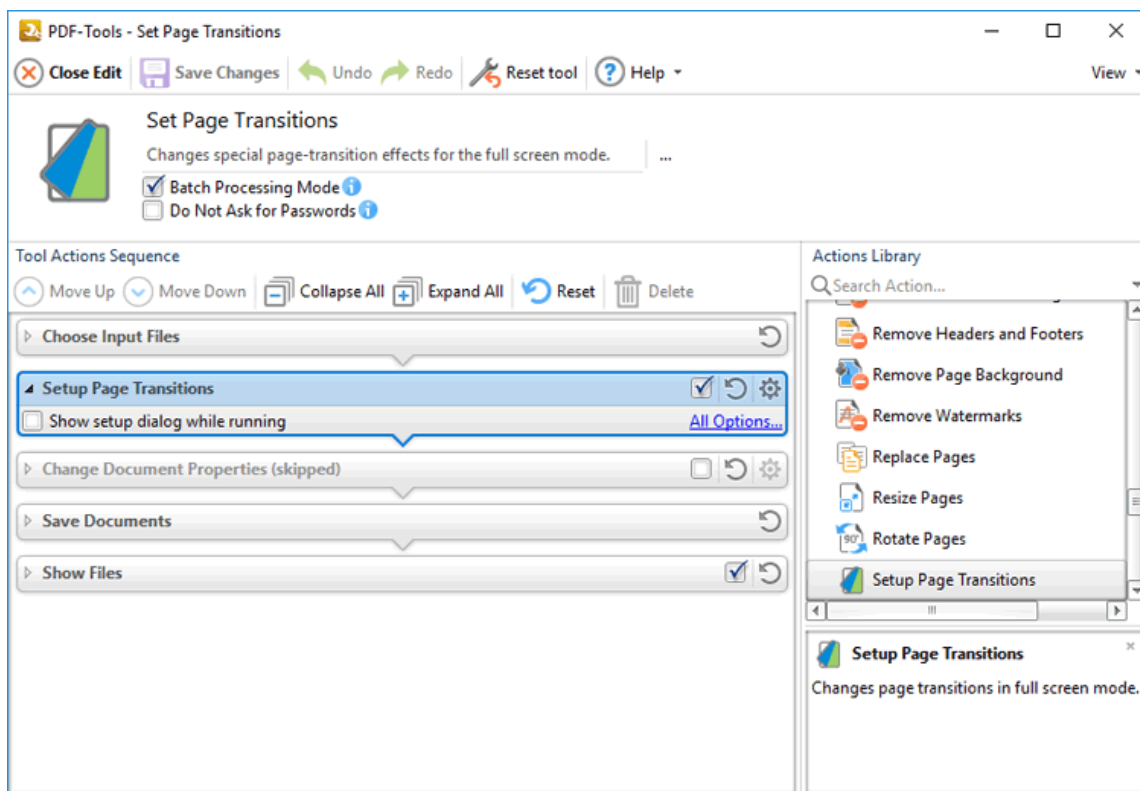 PDF-Tools - Set Page Transitions
Close Edit Save Changes Undo Redo Reset tool ? Help View
Set Page Transitions
Changes special page-transition effects for the full screen mode. ...
Batch Processing Mode i
Do Not Ask for Passwords i
Tool Actions Sequence
Move Up Move Down Collapse All Expand All Reset Delete
Choose Input Files
Setup Page Transitions
Show setup dialog while running All Options...
Change Document Properties (skipped)
Save Documents
Show Files
Actions Library
Search Action...
Remove Headers and Footers
Remove Page Background
Remove Watermarks
Replace Pages
Resize Pages
90° Rotate Pages
Setup Page Transitions
Setup Page Transitions
Changes page transitions in full screen mode.